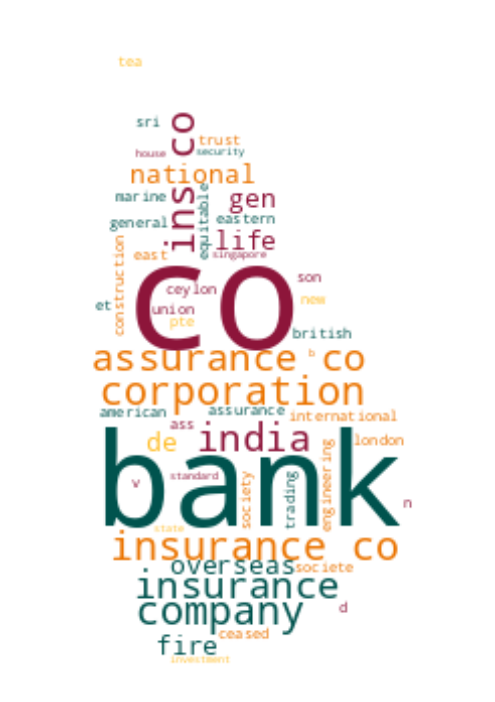 tea
sri
co
trust
house
security
national
marine
ins
equitable
gen
general
eastern
life
construction
east
singapore
co
ceylon
son
et
union
new
pte
british
assurance co
b
corporation
american
assurance
international
ass
de
india
london
bank
v
standard
society
trading
engineering
n
state
insurance co
overseas
societe
insurance
company
d
ceased
fire
investment